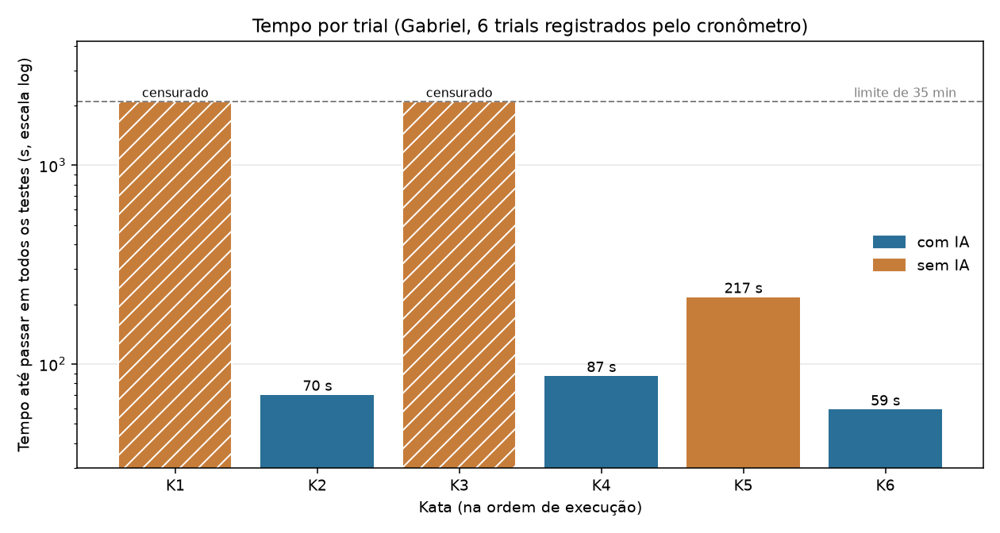 Tempo por trial (Gabriel, 6 trials registrados pelo cronômetro)
Tempo até passar em todos os testes (s, escala log)
10³
10²
censurado
censurado
limite de 35 min
com IA
sem IA
217 s
87 s
70 s
59 s
K1
K2
K3
K4
K5
K6
Kata (na ordem de execução)